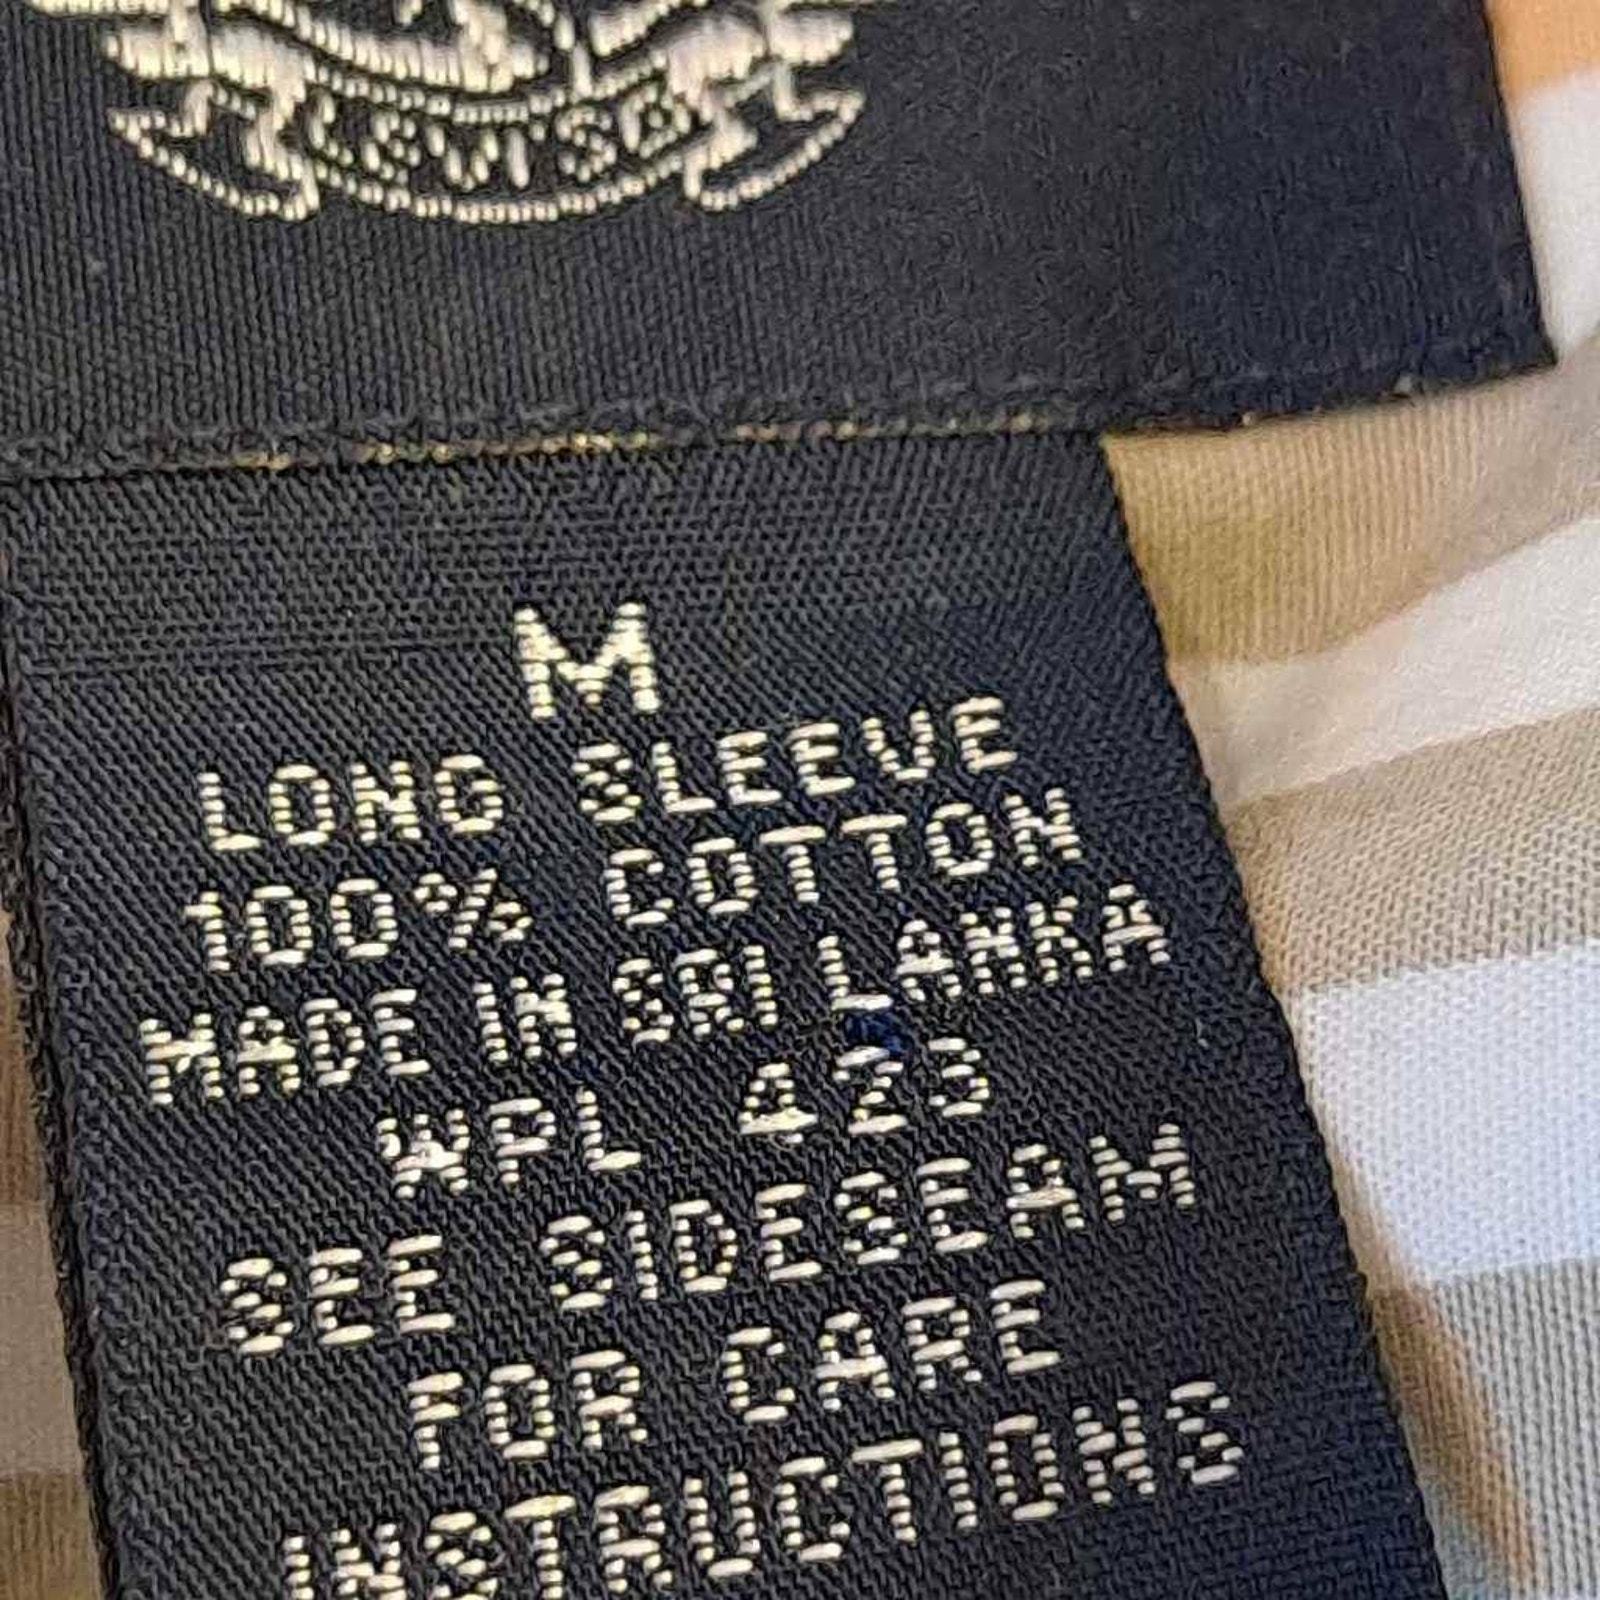 LEVI'S®
M
LONG SLEEVE
100% COTTON
MADE IN SRI LANKA
WPL 423
SEE SIDESEAM
FOR CARE
INSTRUCTIONS